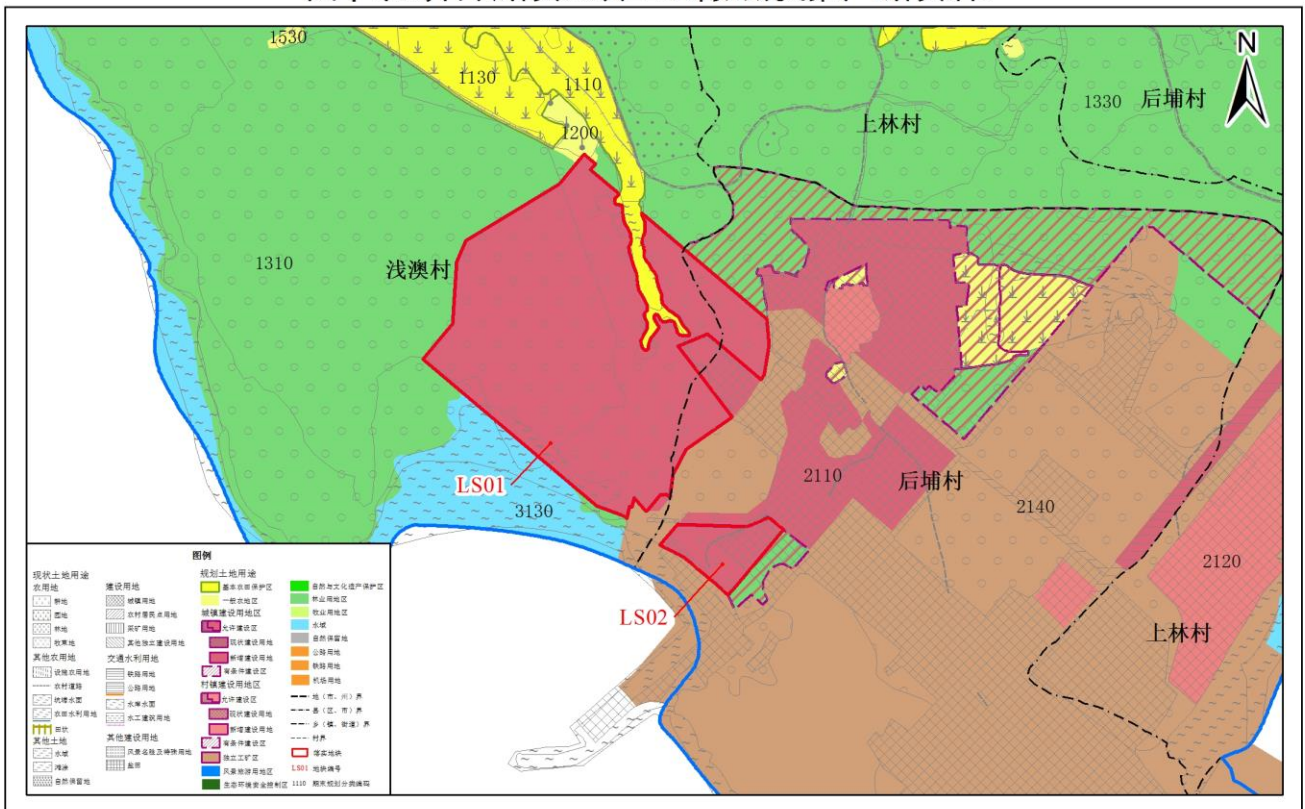 1530
1130
1110
1200
N
1330
后埔村
上林村
1310
浅澳村
LS01
3130
2110
后埔村
2140
2120
LS02
上林村
图例
现状土地用途
农用地
耕地
园地
林地
牧草地
其他农用地
设施农用地
农村道路
坑塘水面
农田水利用地
田坎
其他土地
水域
滩涂
自然保留地
建设用地
城镇用地
农村居民点用地
采矿用地
其他独立建设用地
交通水利用地
铁路用地
公路用地
水库水面
水工建筑用地
其他建设用地
风景名胜及特殊用地
盐田
规划土地用途
基本农田保护区
一般农地区
城镇建设用地区
允许建设区
现状建设用地
新增建设用地
有条件建设区
村镇建设用地区
允许建设区
现状建设用地
新增建设用地
有条件建设区
独立工矿区
风景旅游用地区
生态环境安全控制区
自然与文化遗产保护区
林业用地区
牧业用地区
水域
自然保留地
公路用地
铁路用地
机场用地
地（市、州）界
县（区、市）界
乡（镇、街道）界
村界
落实地块
LS01 地块编号
1110 期末规划分类编码